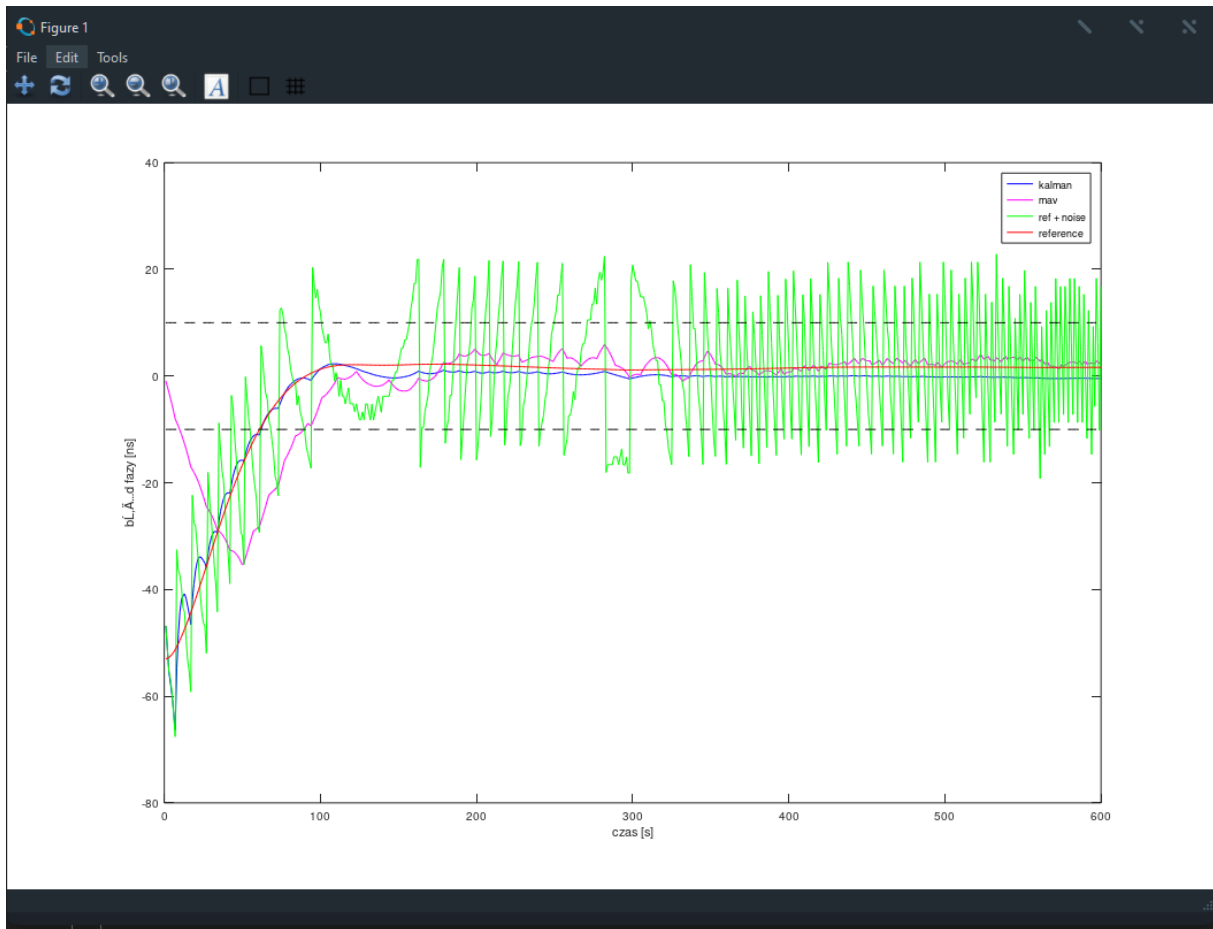 Figure 1
File Edit Tools
A
40
20
0
-20
-40
-60
-80
bĹ‚Ä…d fazy [ns]
kalman
mav
ref + noise
reference
0 100 200 300 400 500 600
czas [s]